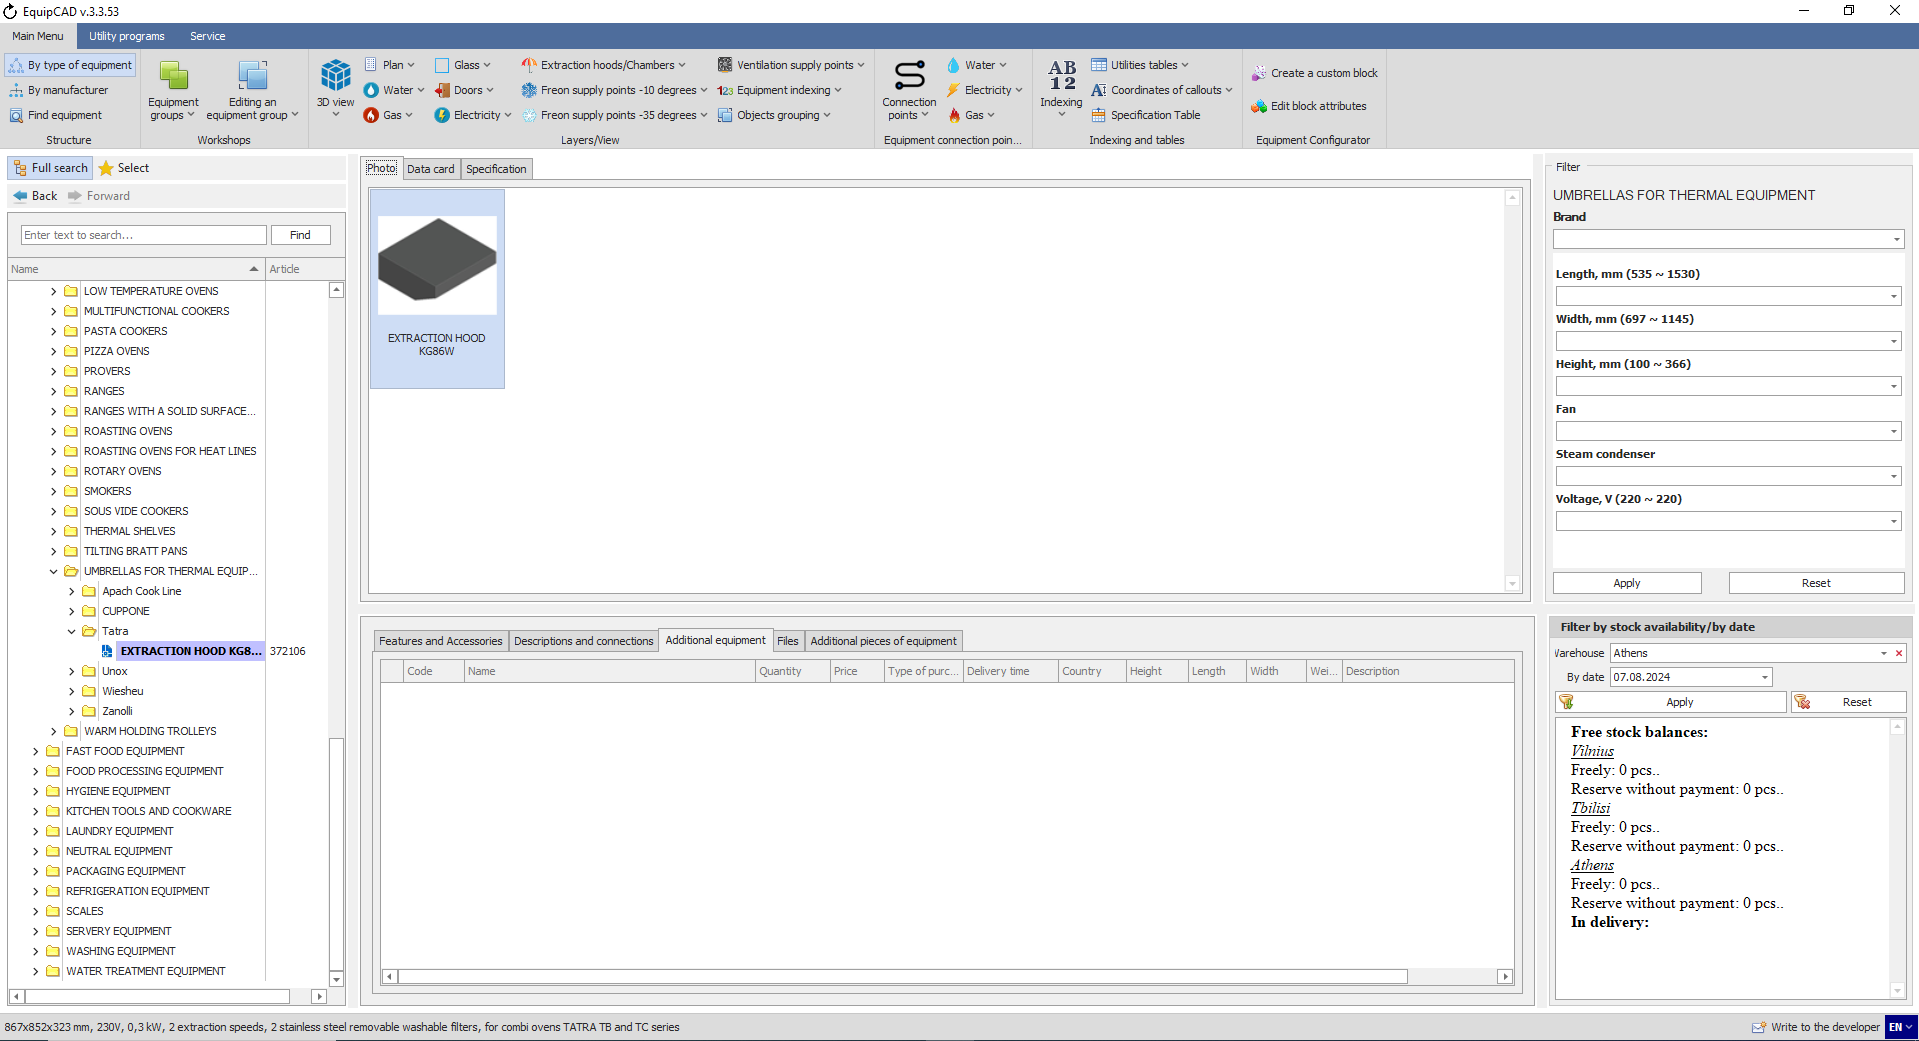 EquipCAD v.3.3.53
Main Menu
Utility programs
Service
By type of equipment
By manufacturer
Find equipment
Structure
Equipment groups
Editing an equipment group
Workshops
3D view
Plan
Water
Gas
Glass
Doors
Electricity
Extraction hoods/Chambers
Freon supply points -10 degrees
Freon supply points -35 degrees
Ventilation supply points
123 Equipment indexing
Objects grouping
Layers/View
Connection points
Water
Electricity
Gas
Equipment connection poin...
AB
12
Indexing
Utilities tables
Coordinates of callouts
Specification Table
Indexing and tables
Create a custom block
Edit block attributes
Equipment Configurator
Full search
Select
Back
Forward
Enter text to search...
Find
Name
Article
LOW TEMPERATURE OVENS
MULTIFUNCTIONAL COOKERS
PASTA COOKERS
PIZZA OVENS
PROVERS
RANGES
RANGES WITH A SOLID SURFACE...
ROASTING OVENS
ROASTING OVENS FOR HEAT LINES
ROTARY OVENS
SMOKERS
SOUS VIDE COOKERS
THERMAL SHELVES
TILTING BRATT PANS
UMBRELLAS FOR THERMAL EQUIP...
Apach Cook Line
CUPPONE
Tatra
EXTRACTION HOOD KG8... 372106
Unox
Wiesheu
Zanolli
WARM HOLDING TROLLEYS
FAST FOOD EQUIPMENT
FOOD PROCESSING EQUIPMENT
HYGIENE EQUIPMENT
KITCHEN TOOLS AND COOKWARE
LAUNDRY EQUIPMENT
NEUTRAL EQUIPMENT
PACKAGING EQUIPMENT
REFRIGERATION EQUIPMENT
SCALES
SERVERY EQUIPMENT
WASHING EQUIPMENT
WATER TREATMENT EQUIPMENT
Photo
Data card
Specification
EXTRACTION HOOD
KG86W
Features and Accessories
Descriptions and connections
Additional equipment
Files
Additional pieces of equipment
Code
Name
Quantity
Price
Type of purc...
Delivery time
Country
Height
Length
Width
Wei...
Description
Filter
UMBRELLAS FOR THERMAL EQUIPMENT
Brand
Length, mm (535 ~ 1530)
Width, mm (697 ~ 1145)
Height, mm (100 ~ 366)
Fan
Steam condenser
Voltage, V (220 ~ 220)
Apply
Reset
Filter by stock availability/by date
Varehouse
Athens
By date
07.08.2024
Apply
Reset
Free stock balances:
Vilnius
Freely: 0 pcs..
Reserve without payment: 0 pcs..
Tbilisi
Freely: 0 pcs..
Reserve without payment: 0 pcs..
Athens
Freely: 0 pcs..
Reserve without payment: 0 pcs..
In delivery:
867x852x323 mm, 230V, 0,3 kW, 2 extraction speeds, 2 stainless steel removable washable filters, for combi ovens TATRA TB and TC series
Write to the developer
EN